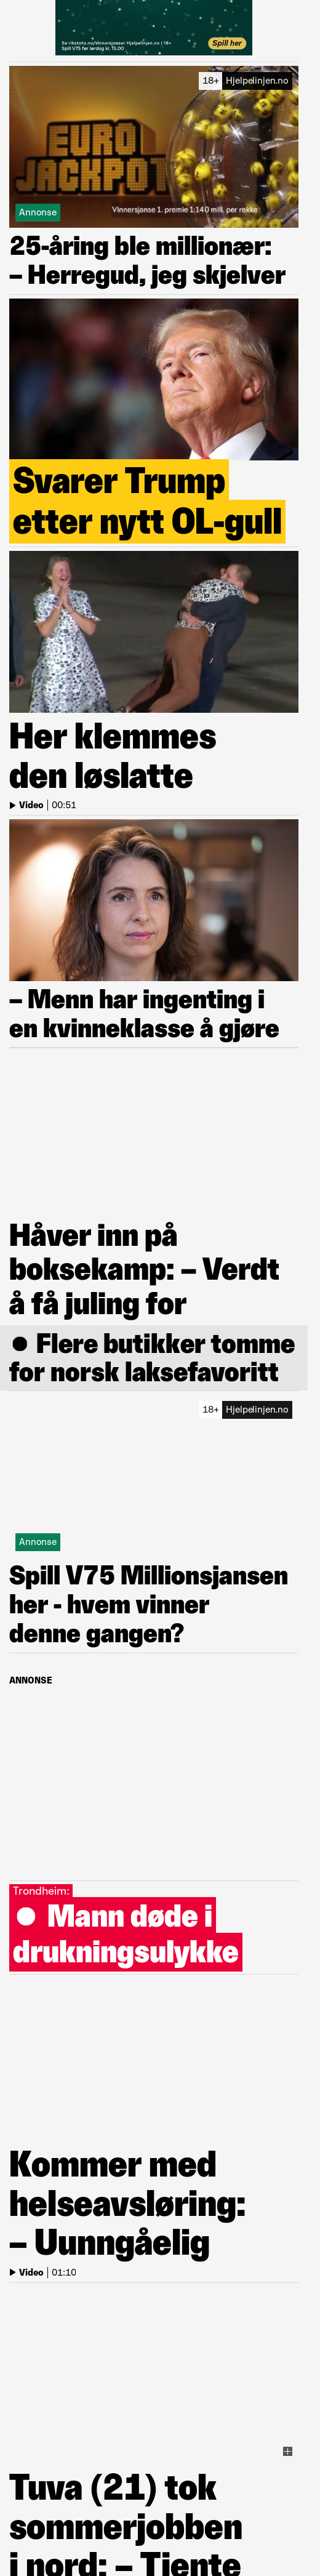 Se rikstoto.no/Vinnersjanser Hjelpelinjen.no | 18+
Spill V75 før lørdag kl. 15.00
Spill her
18+ Hjelpelinjen.no
EURO
JACKPOT
Vinnersjanse 1. premie 1:140 mill. per rekke
Annonse
25-åring ble millionær:
– Herregud, jeg skjelver
Svarer Trump
etter nytt OL-gull
Her klemmes
den løslatte
Video | 00:51
– Menn har ingenting i
en kvinneklasse å gjøre
Håver inn på
boksekamp: – Verdt
å få juling for
Flere butikker tomme
for norsk laksefavoritt
18+ Hjelpelinjen.no
Annonse
Spill V75 Millionsjansen
her - hvem vinner
denne gangen?
ANNONSE
Trondheim:
Mann døde i
drukningsulykke
Kommer med
helseavsløring:
– Uunngåelig
Video | 01:10
Tuva (21) tok
sommerjobben
i nord: – Tjente